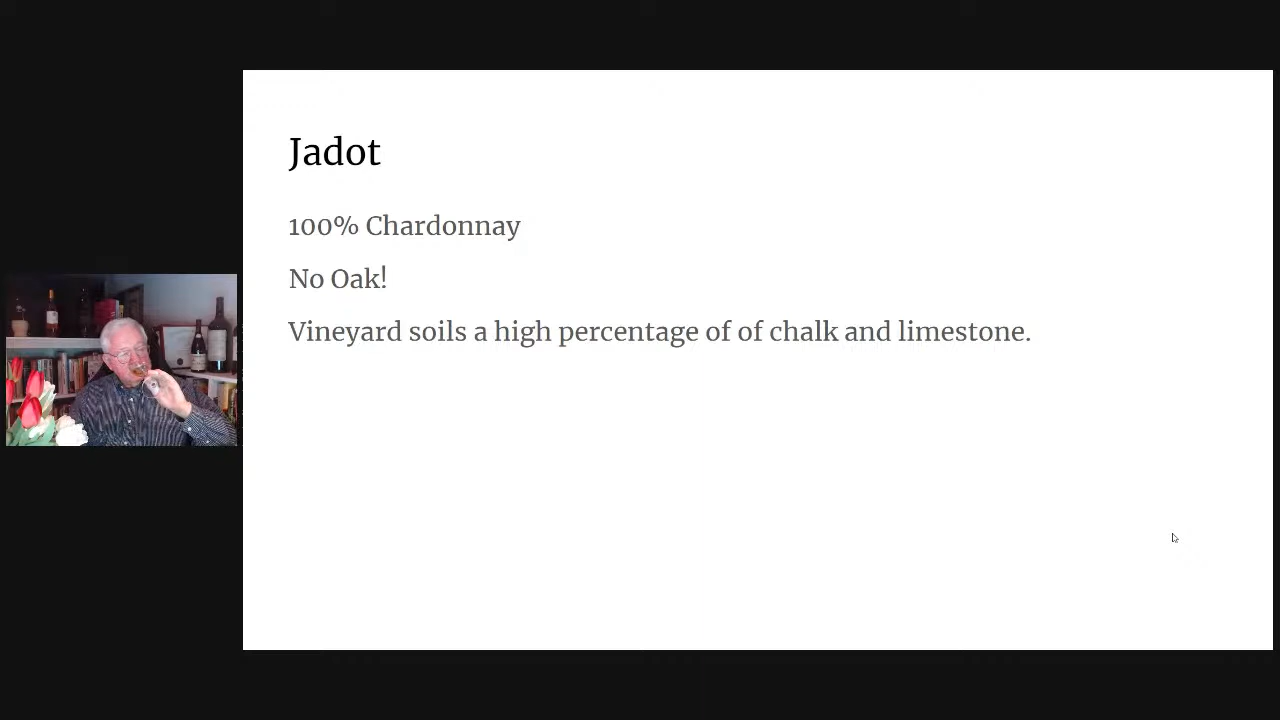 Jadot
100% Chardonnay
No Oak!
Vineyard soils a high percentage of of chalk and limestone.